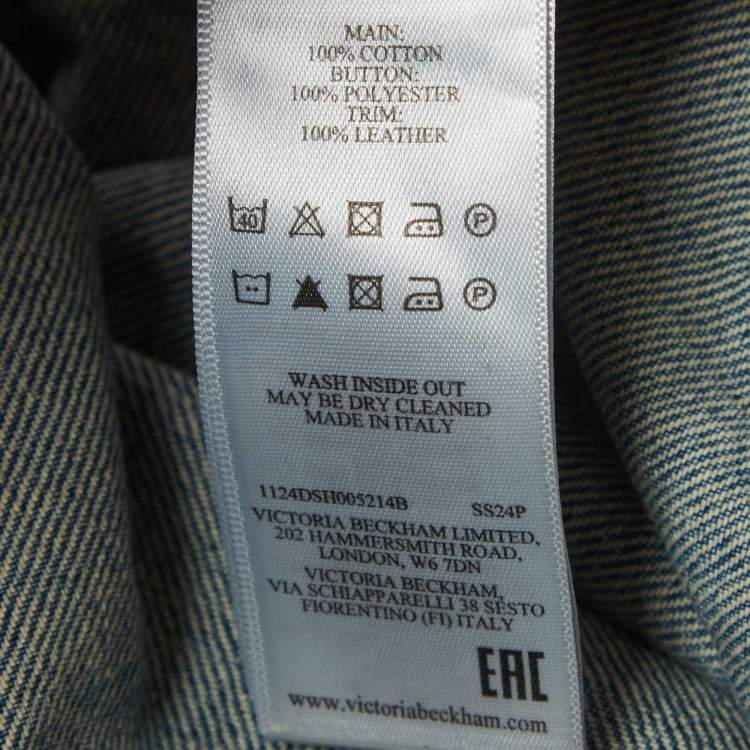 MAIN:
100% COTTON
BUTTON:
100% POLYESTER
TRIM:
100% LEATHER
40 P
P
WASH INSIDE OUT
MAY BE DRY CLEANED
MADE IN ITALY
1124DSH005214B SS24P
VICTORIA BECKHAM LIMITED,
202 HAMMERSMITH ROAD,
LONDON, W6 7DN
VICTORIA BECKHAM,
VIA SCHIAPPARELLI 38 SESTO
FIORENTINO (FI) ITALY
EAC
www.victoriabeckham.com